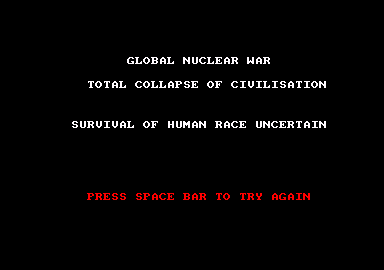 GLOBAL NUCLEAR WAR
TOTAL COLLAPSE OF CIVILISATION
SURVIVAL OF HUMAN RACE UNCERTAIN
PRESS SPACE BAR TO TRY AGAIN